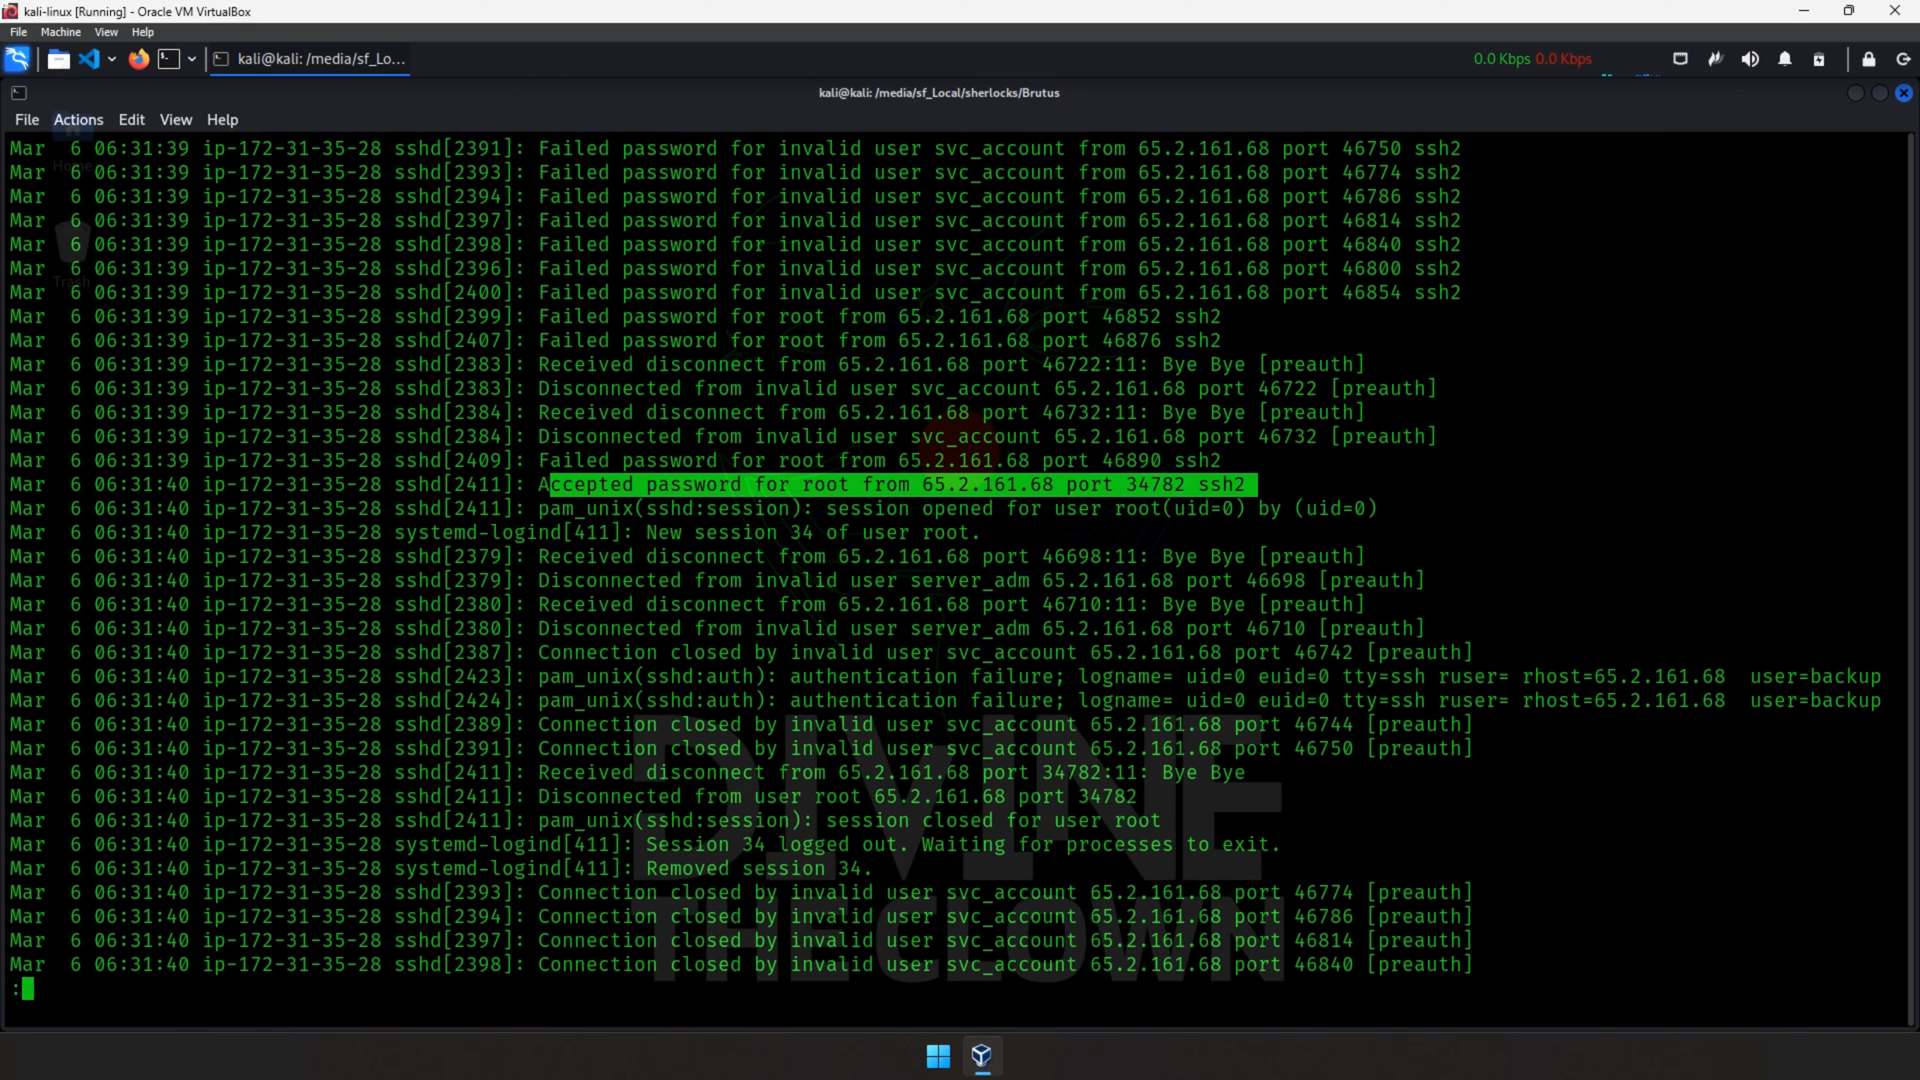 kali-linux [Running] - Oracle VM VirtualBox
File Machine View Help
kali@kali: /media/sf_Lo...
0.0 Kbps 0.0 Kbps
kali@kali: /media/sf_Local/sherlocks/Brutus
File Actions Edit View Help
Home
Trash
Mar  6 06:31:39 ip-172-31-35-28 sshd[2391]: Failed password for invalid user svc_account from 65.2.161.68 port 46750 ssh2
Mar  6 06:31:39 ip-172-31-35-28 sshd[2393]: Failed password for invalid user svc_account from 65.2.161.68 port 46774 ssh2
Mar  6 06:31:39 ip-172-31-35-28 sshd[2394]: Failed password for invalid user svc_account from 65.2.161.68 port 46786 ssh2
Mar  6 06:31:39 ip-172-31-35-28 sshd[2397]: Failed password for invalid user svc_account from 65.2.161.68 port 46814 ssh2
Mar  6 06:31:39 ip-172-31-35-28 sshd[2398]: Failed password for invalid user svc_account from 65.2.161.68 port 46840 ssh2
Mar  6 06:31:39 ip-172-31-35-28 sshd[2396]: Failed password for invalid user svc_account from 65.2.161.68 port 46800 ssh2
Mar  6 06:31:39 ip-172-31-35-28 sshd[2400]: Failed password for invalid user svc_account from 65.2.161.68 port 46854 ssh2
Mar  6 06:31:39 ip-172-31-35-28 sshd[2399]: Failed password for root from 65.2.161.68 port 46852 ssh2
Mar  6 06:31:39 ip-172-31-35-28 sshd[2407]: Failed password for root from 65.2.161.68 port 46876 ssh2
Mar  6 06:31:39 ip-172-31-35-28 sshd[2383]: Received disconnect from 65.2.161.68 port 46722:11: Bye Bye [preauth]
Mar  6 06:31:39 ip-172-31-35-28 sshd[2383]: Disconnected from invalid user svc_account 65.2.161.68 port 46722 [preauth]
Mar  6 06:31:39 ip-172-31-35-28 sshd[2384]: Received disconnect from 65.2.161.68 port 46732:11: Bye Bye [preauth]
Mar  6 06:31:39 ip-172-31-35-28 sshd[2384]: Disconnected from invalid user svc_account 65.2.161.68 port 46732 [preauth]
Mar  6 06:31:39 ip-172-31-35-28 sshd[2409]: Failed password for root from 65.2.161.68 port 46890 ssh2
Mar  6 06:31:40 ip-172-31-35-28 sshd[2411]: Accepted password for root from 65.2.161.68 port 34782 ssh2
Mar  6 06:31:40 ip-172-31-35-28 sshd[2411]: pam_unix(sshd:session): session opened for user root(uid=0) by (uid=0)
Mar  6 06:31:40 ip-172-31-35-28 systemd-logind[411]: New session 34 of user root.
Mar  6 06:31:40 ip-172-31-35-28 sshd[2379]: Received disconnect from 65.2.161.68 port 46698:11: Bye Bye [preauth]
Mar  6 06:31:40 ip-172-31-35-28 sshd[2379]: Disconnected from invalid user server_adm 65.2.161.68 port 46698 [preauth]
Mar  6 06:31:40 ip-172-31-35-28 sshd[2380]: Received disconnect from 65.2.161.68 port 46710:11: Bye Bye [preauth]
Mar  6 06:31:40 ip-172-31-35-28 sshd[2380]: Disconnected from invalid user server_adm 65.2.161.68 port 46710 [preauth]
Mar  6 06:31:40 ip-172-31-35-28 sshd[2387]: Connection closed by invalid user svc_account 65.2.161.68 port 46742 [preauth]
Mar  6 06:31:40 ip-172-31-35-28 sshd[2423]: pam_unix(sshd:auth): authentication failure; logname= uid=0 euid=0 tty=ssh ruser= rhost=65.2.161.68  user=backup
Mar  6 06:31:40 ip-172-31-35-28 sshd[2424]: pam_unix(sshd:auth): authentication failure; logname= uid=0 euid=0 tty=ssh ruser= rhost=65.2.161.68  user=backup
Mar  6 06:31:40 ip-172-31-35-28 sshd[2389]: Connection closed by invalid user svc_account 65.2.161.68 port 46744 [preauth]
Mar  6 06:31:40 ip-172-31-35-28 sshd[2391]: Connection closed by invalid user svc_account 65.2.161.68 port 46750 [preauth]
Mar  6 06:31:40 ip-172-31-35-28 sshd[2411]: Received disconnect from 65.2.161.68 port 34782:11: Bye Bye
Mar  6 06:31:40 ip-172-31-35-28 sshd[2411]: Disconnected from user root 65.2.161.68 port 34782
Mar  6 06:31:40 ip-172-31-35-28 sshd[2411]: pam_unix(sshd:session): session closed for user root
Mar  6 06:31:40 ip-172-31-35-28 systemd-logind[411]: Session 34 logged out. Waiting for processes to exit.
Mar  6 06:31:40 ip-172-31-35-28 systemd-logind[411]: Removed session 34.
Mar  6 06:31:40 ip-172-31-35-28 sshd[2393]: Connection closed by invalid user svc_account 65.2.161.68 port 46774 [preauth]
Mar  6 06:31:40 ip-172-31-35-28 sshd[2394]: Connection closed by invalid user svc_account 65.2.161.68 port 46786 [preauth]
Mar  6 06:31:40 ip-172-31-35-28 sshd[2397]: Connection closed by invalid user svc_account 65.2.161.68 port 46814 [preauth]
Mar  6 06:31:40 ip-172-31-35-28 sshd[2398]: Connection closed by invalid user svc_account 65.2.161.68 port 46840 [preauth]
:
DIVINE
THE CLOWN